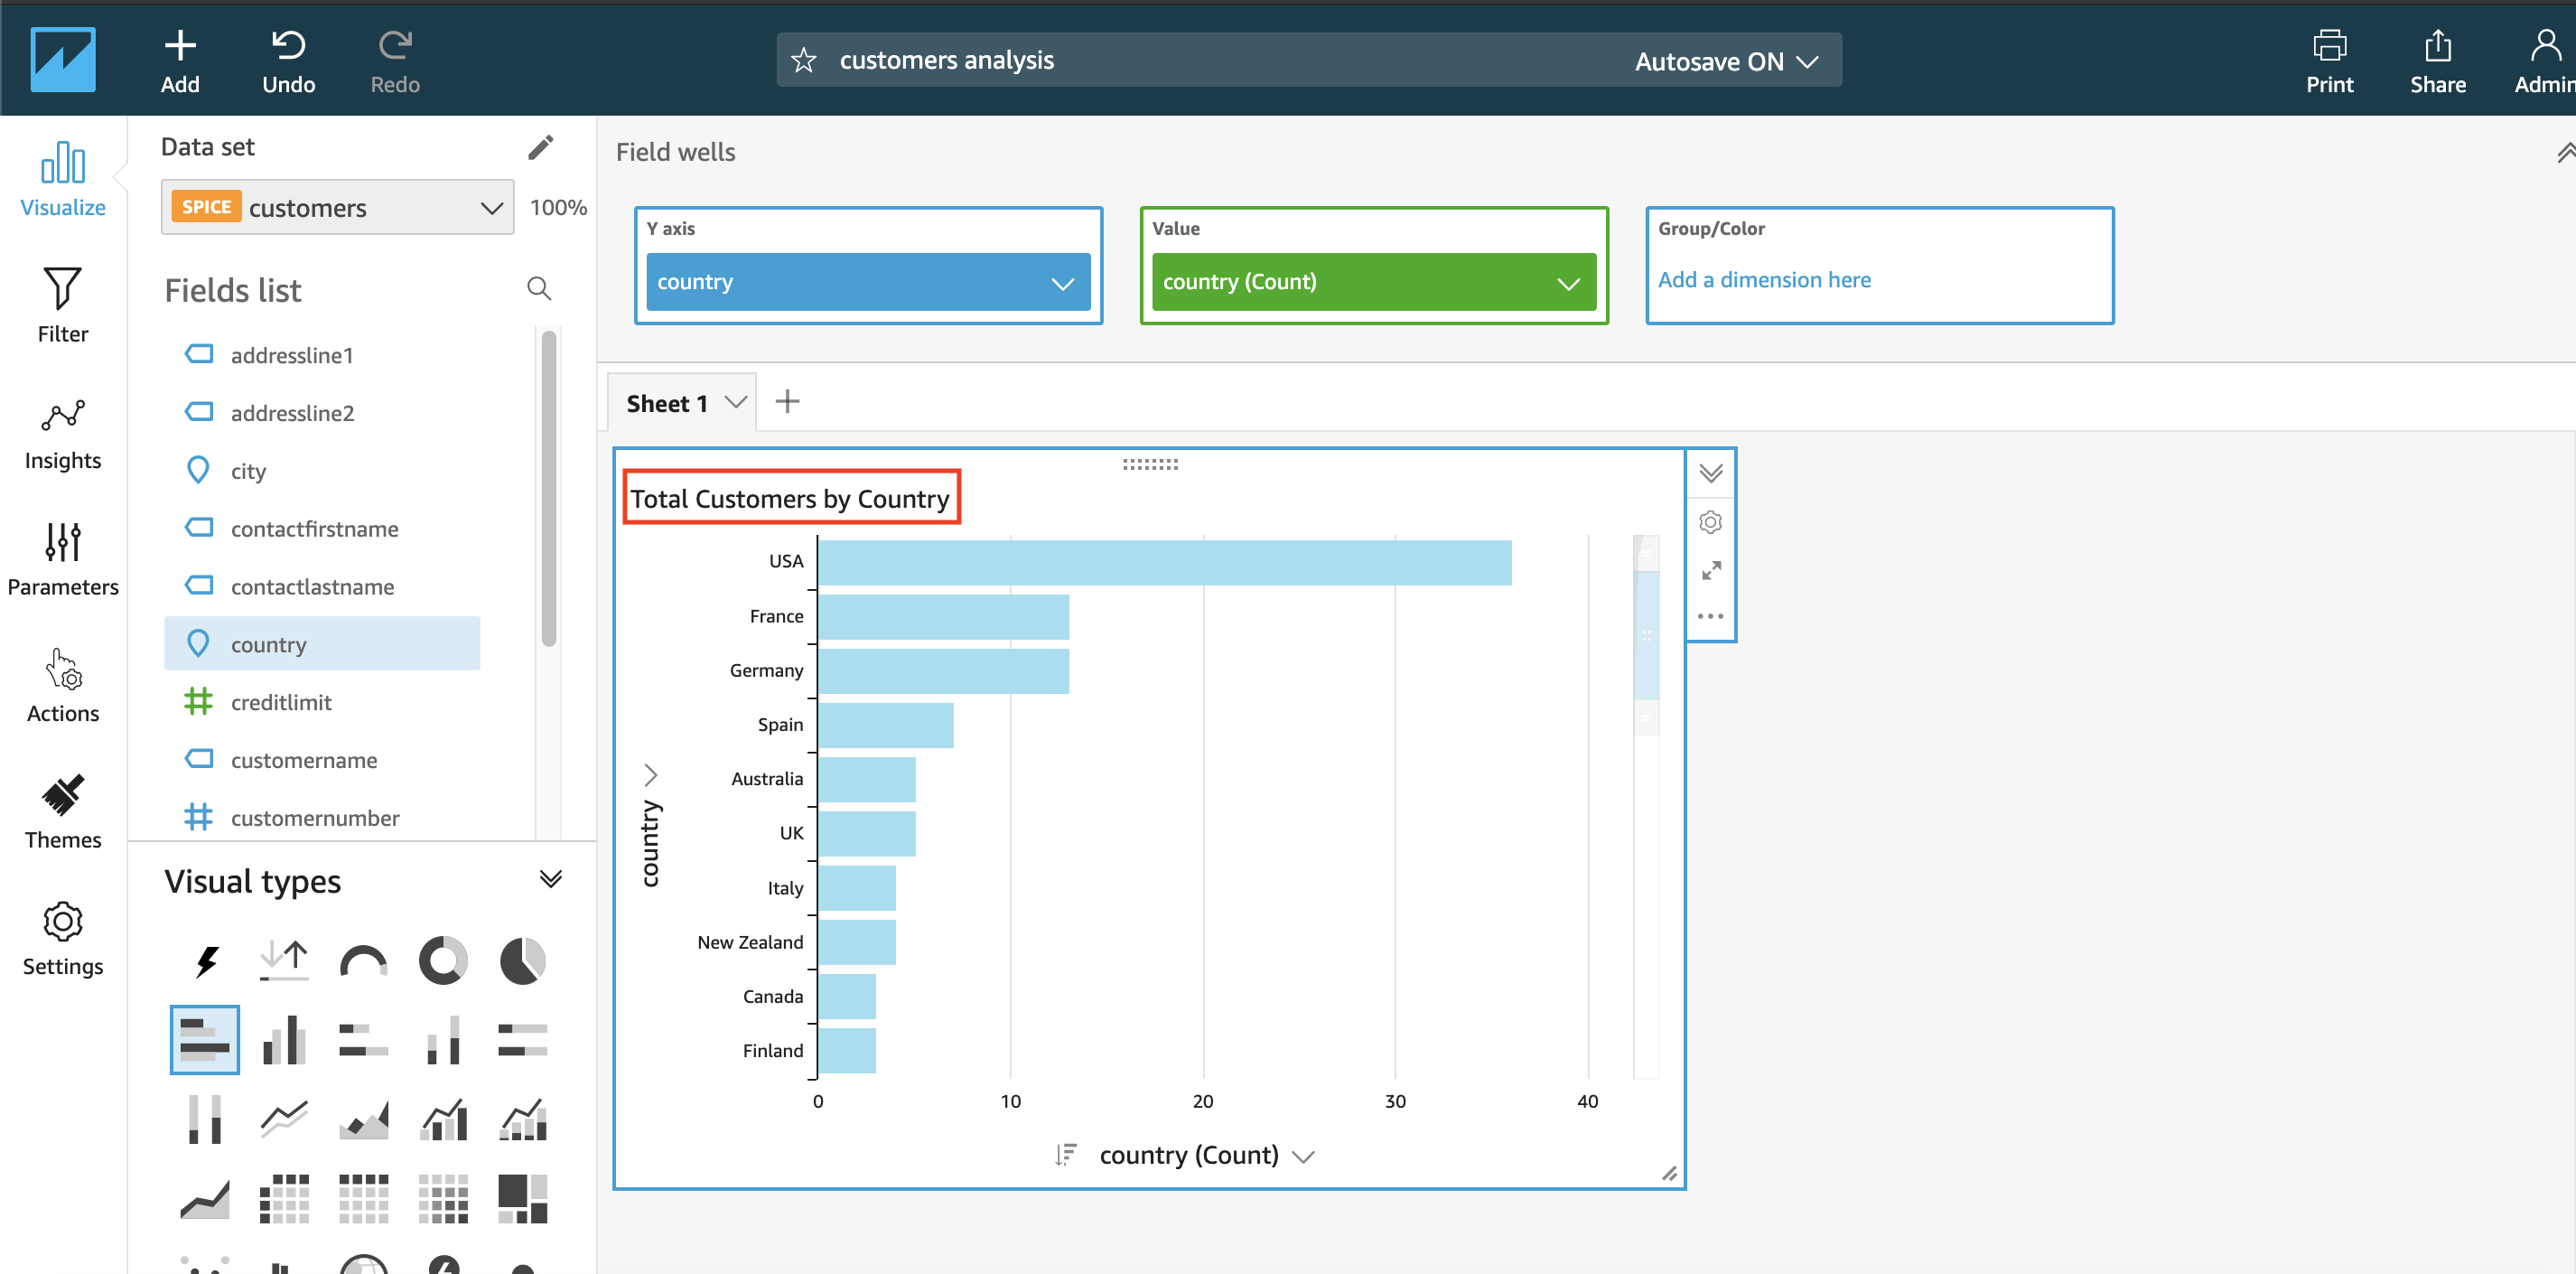 Add
Undo
Redo
customers analysis
Autosave ON
Print
Share
Admin
Visualize
Filter
Insights
Parameters
Actions
Themes
Settings
Data set
SPICE customers
100%
Fields list
addressline1
addressline2
city
contactfirstname
contactlastname
country
creditlimit
customername
customernumber
Visual types
Field wells
Y axis
country
Value
country (Count)
Group/Color
Add a dimension here
Sheet 1
Total Customers by Country
country
USA
France
Germany
Spain
Australia
UK
Italy
New Zealand
Canada
Finland
0 10 20 30 40
country (Count)